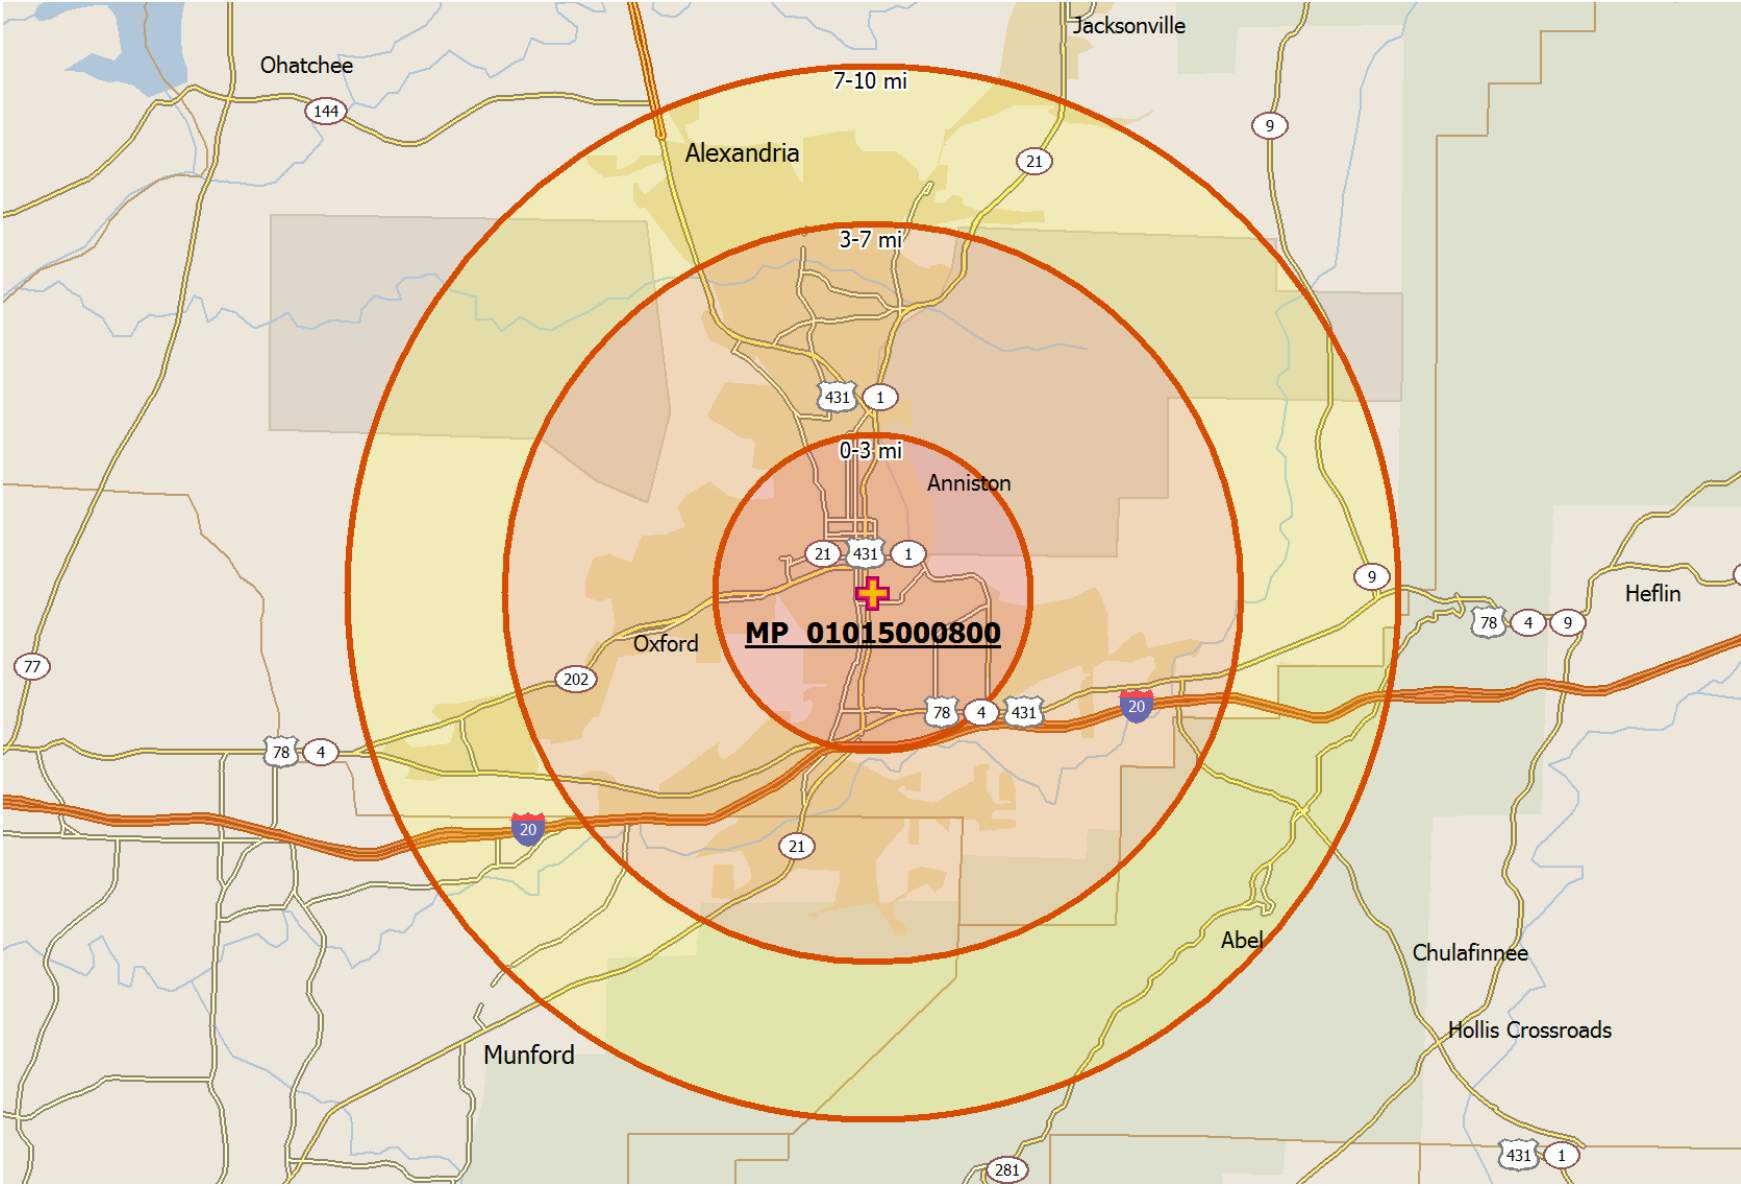 Jacksonville
Ohatchee
7-10 mi
144
9
Alexandria
21
3-7 mi
431
1
0-3 mi
Anniston
21
431
1
9
Heflin
MP 01015000800
78
4
9
Oxford
77
202
20
78
4
431
78
4
20
21
Abel
Chulafinnee
Hollis Crossroads
Munford
431
1
281